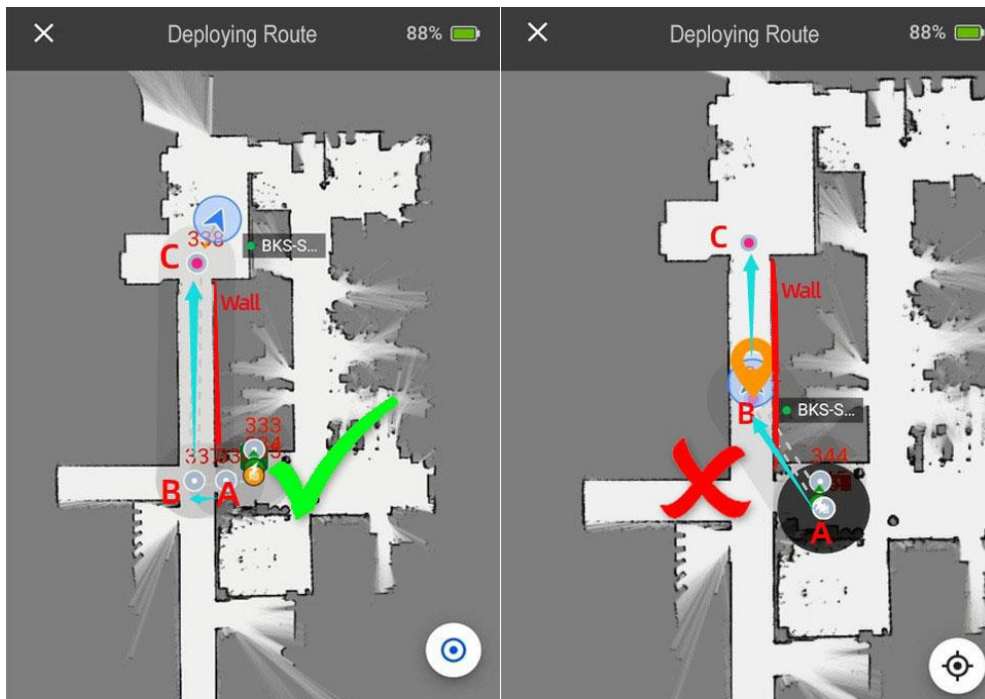 Deploying Route
88%
338
C
BKS-S...
Wall
333
B
A
Deploying Route
88%
C
Wall
B
BKS-S...
344
A